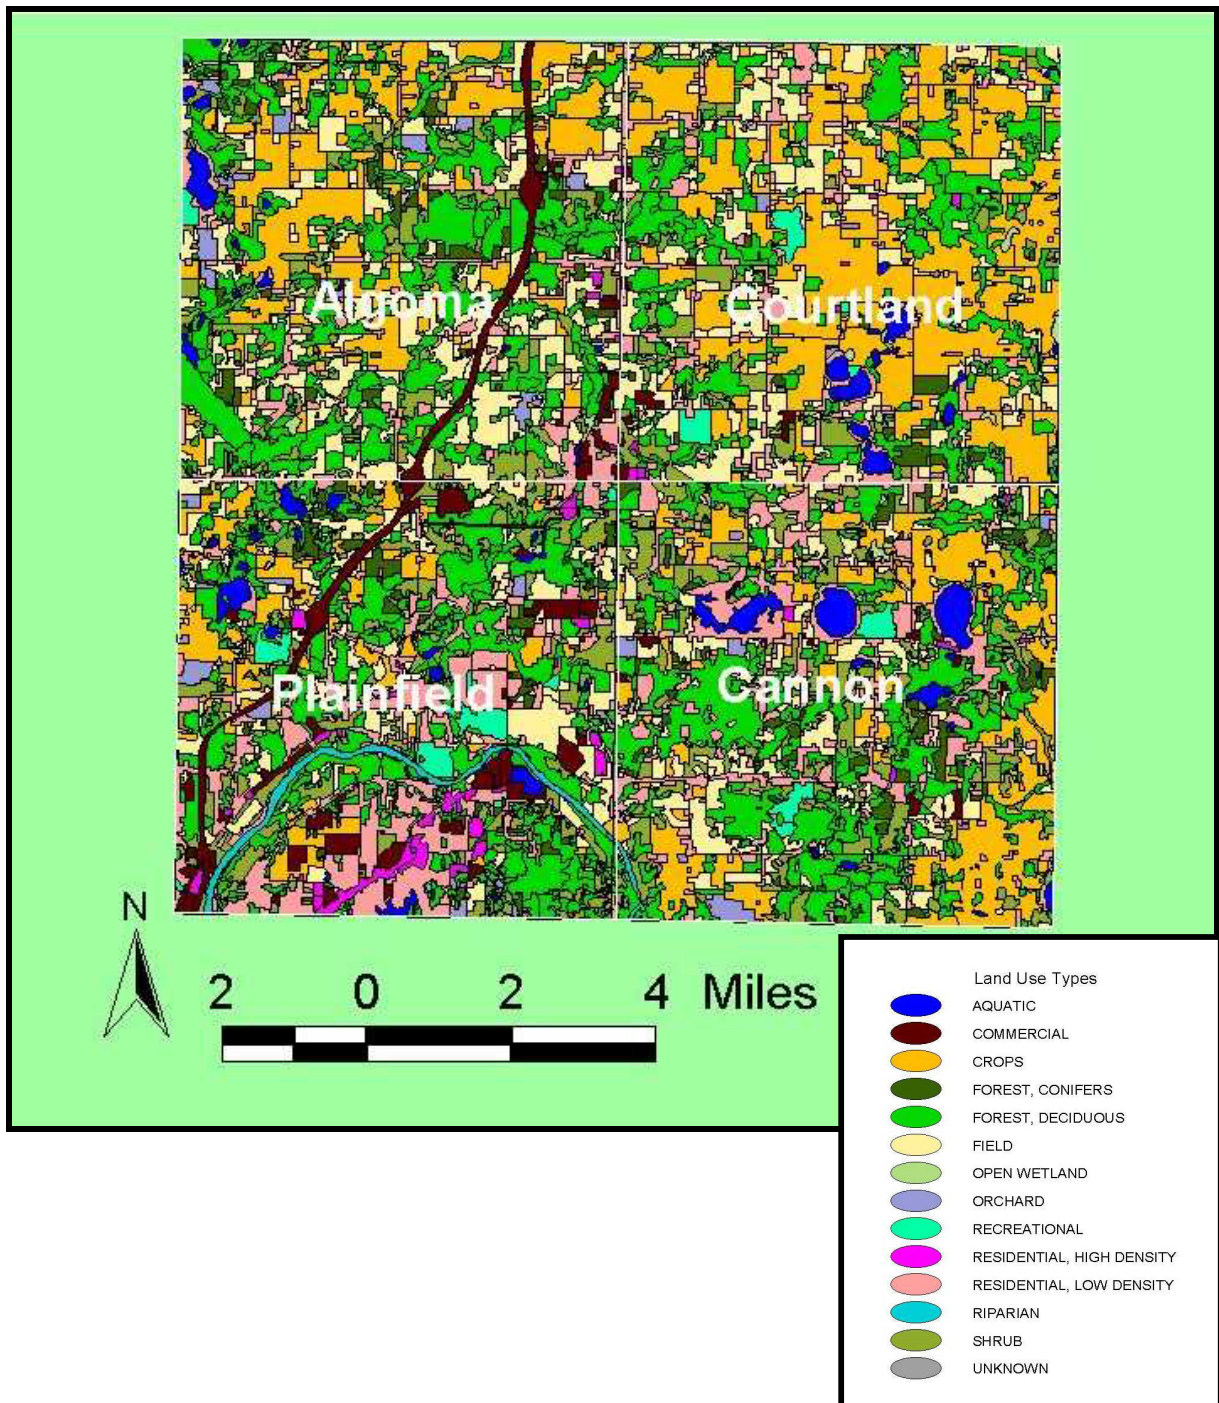 Algoma
Courtland
Plainfield
Cannon
N
2 0 2 4 Miles
Land Use Types
AQUATIC
COMMERCIAL
CROPS
FOREST, CONIFERS
FOREST, DECIDUOUS
FIELD
OPEN WETLAND
ORCHARD
RECREATIONAL
RESIDENTIAL, HIGH DENSITY
RESIDENTIAL, LOW DENSITY
RIPARIAN
SHRUB
UNKNOWN